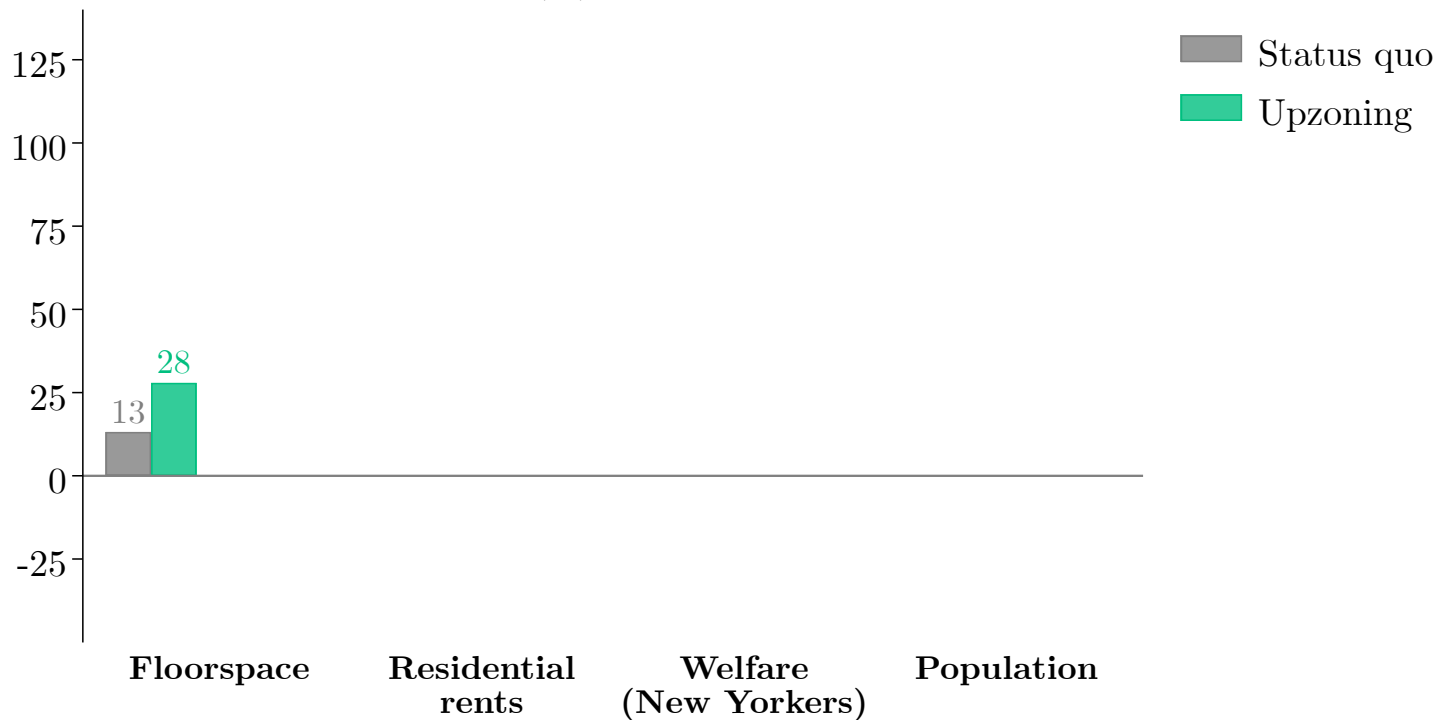 Status quo
Upzoning
125
100
75
50
25
0
-25
13
28
Floorspace
Residential
rents
Welfare
(New Yorkers)
Population